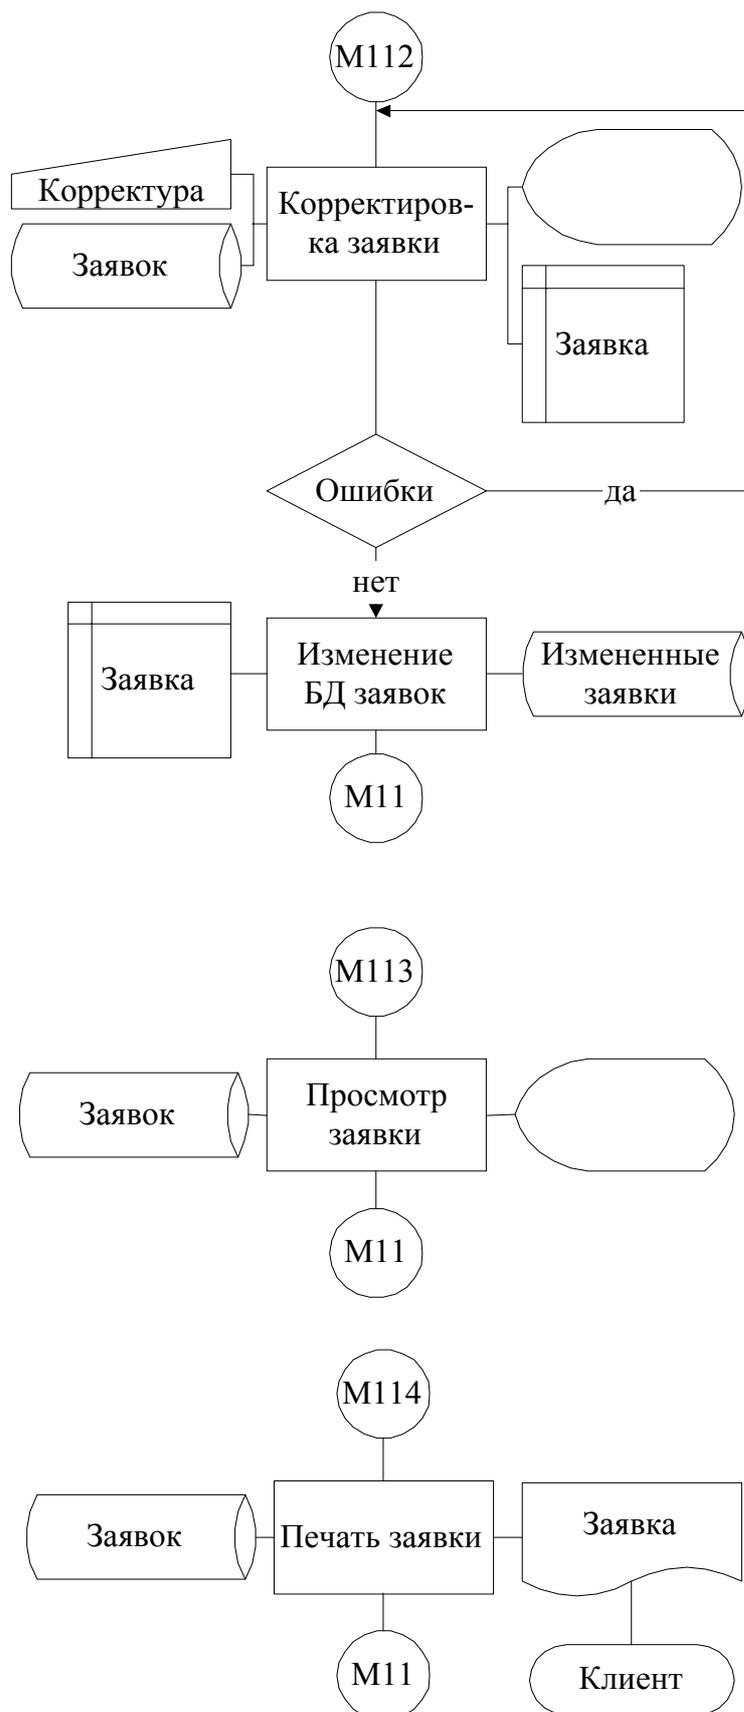 М112
Корректура
Корректиров-
ка заявки
Заявок
Заявка
Ошибки
да
нет
Заявка
Изменение
БД заявок
Измененные
заявки
М11
М113
Заявок
Просмотр
заявки
М11
М114
Заявок
Печать заявки
Заявка
М11
Клиент